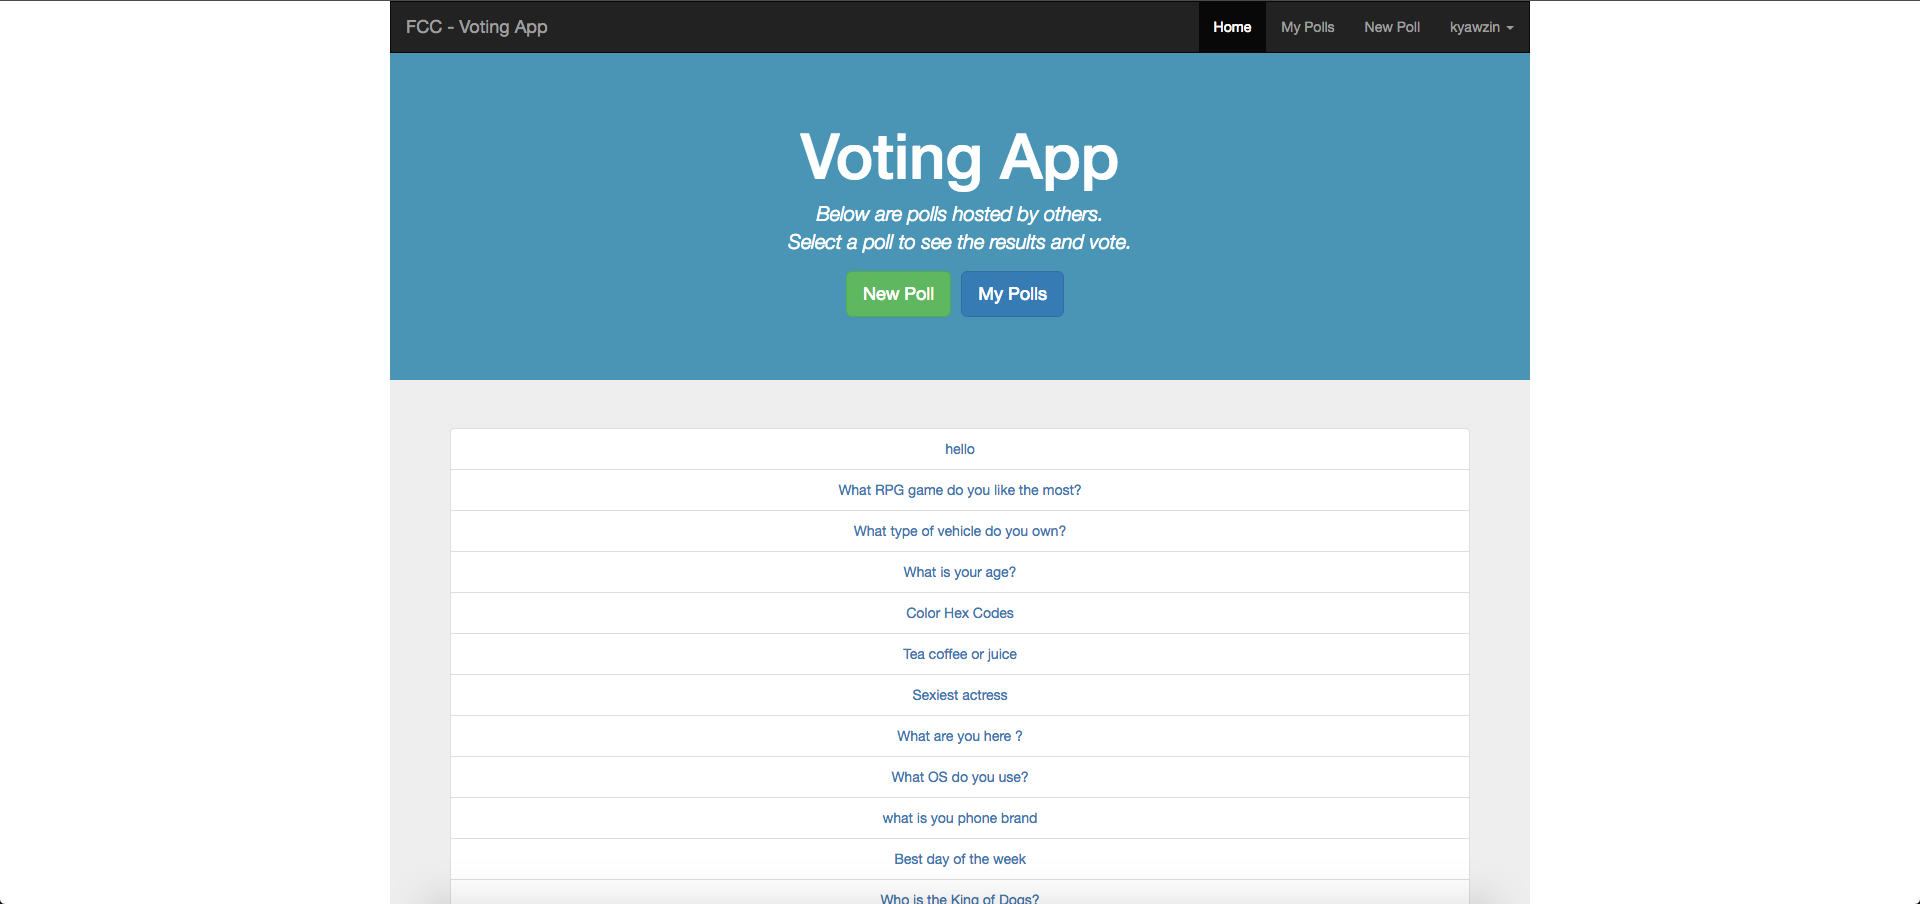 FCC - Voting App
Home
My Polls
New Poll
kyawzin
Voting App
Below are polls hosted by others.
Select a poll to see the results and vote.
New Poll
My Polls
hello
What RPG game do you like the most?
What type of vehicle do you own?
What is your age?
Color Hex Codes
Tea coffee or juice
Sexiest actress
What are you here ?
What OS do you use?
what is you phone brand
Best day of the week
Who is the King of Dogs?